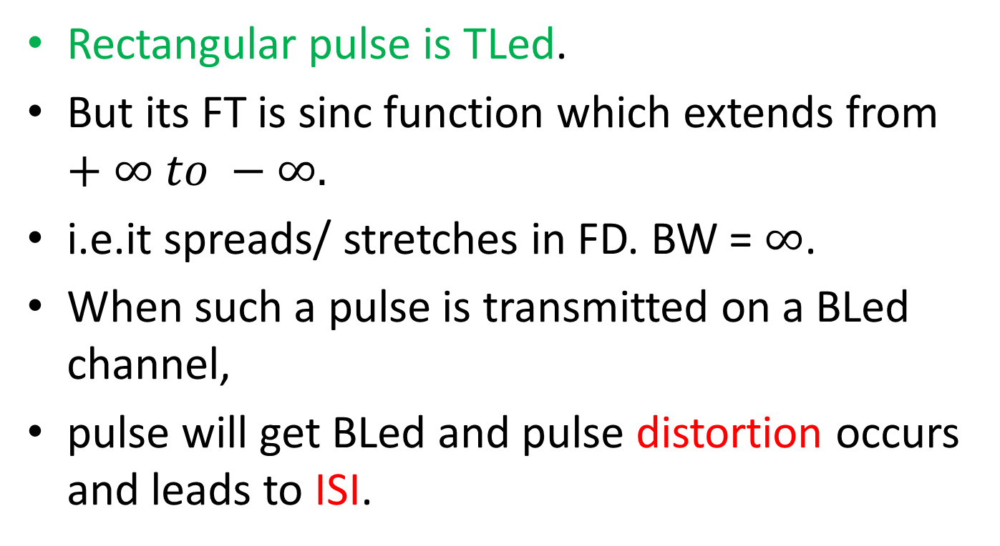 • Rectangular pulse is TLed.
• But its FT is sinc function which extends from
+ ∞ to − ∞.
• i.e.it spreads/ stretches in FD. BW = ∞.
• When such a pulse is transmitted on a BLed
channel,
• pulse will get BLed and pulse distortion occurs
and leads to ISI.